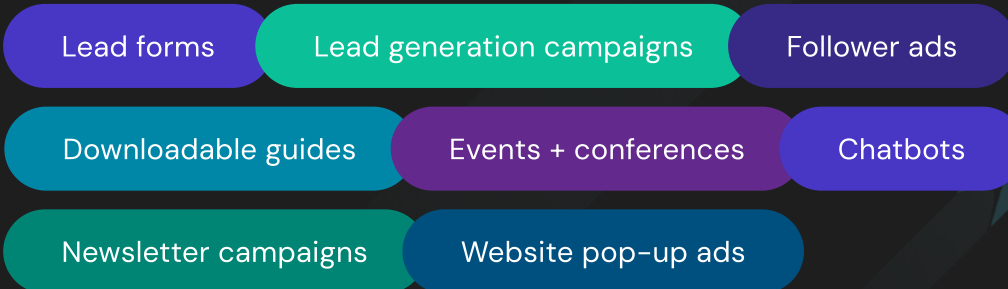 Lead forms
Lead generation campaigns
Follower ads
Downloadable guides
Events + conferences
Chatbots
Newsletter campaigns
Website pop-up ads